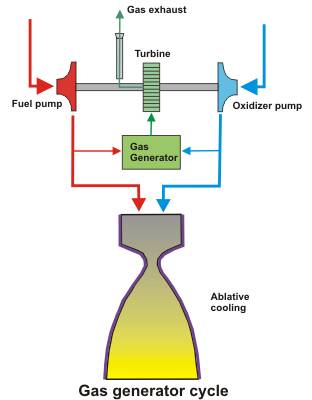 Gas exhaust
Turbine
Fuel pump
Oxidizer pump
Gas
Generator
Ablative
cooling
Gas generator cycle